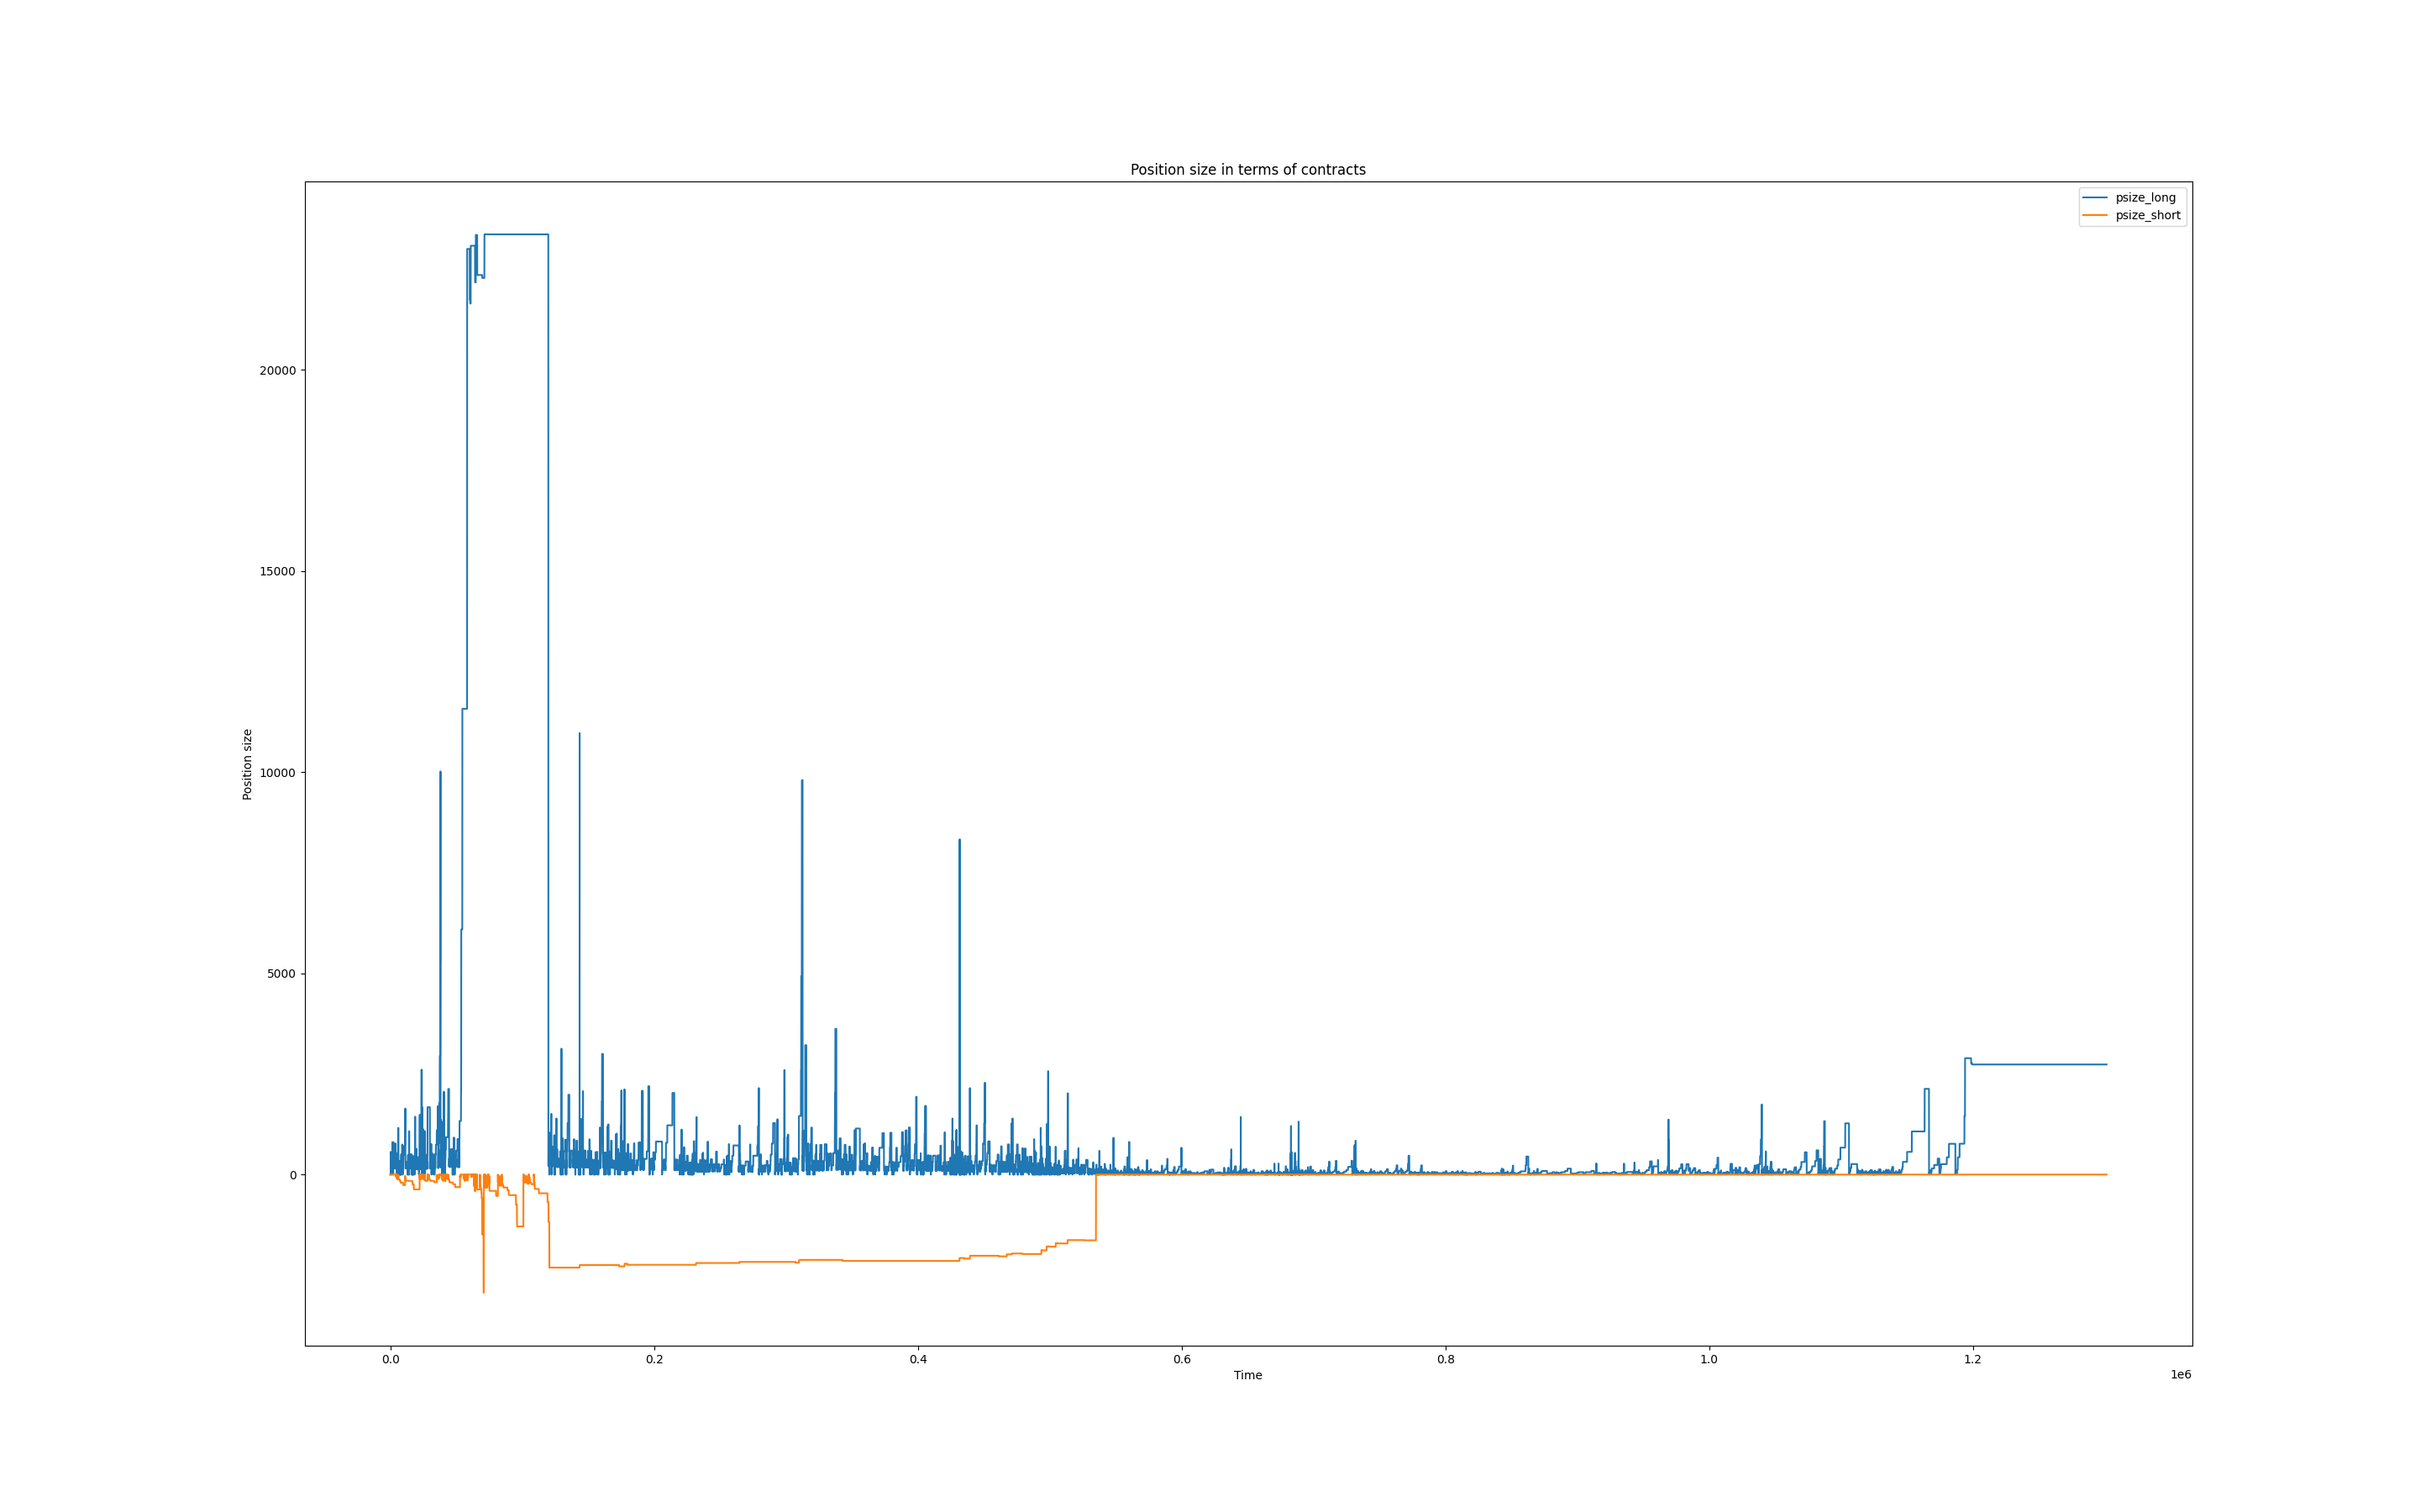 Position size in terms of contracts
psize_long
psize_short
20000
15000
10000
5000
0
Position size
0.0
0.2
0.4
0.6
0.8
1.0
1.2
Time
1e6